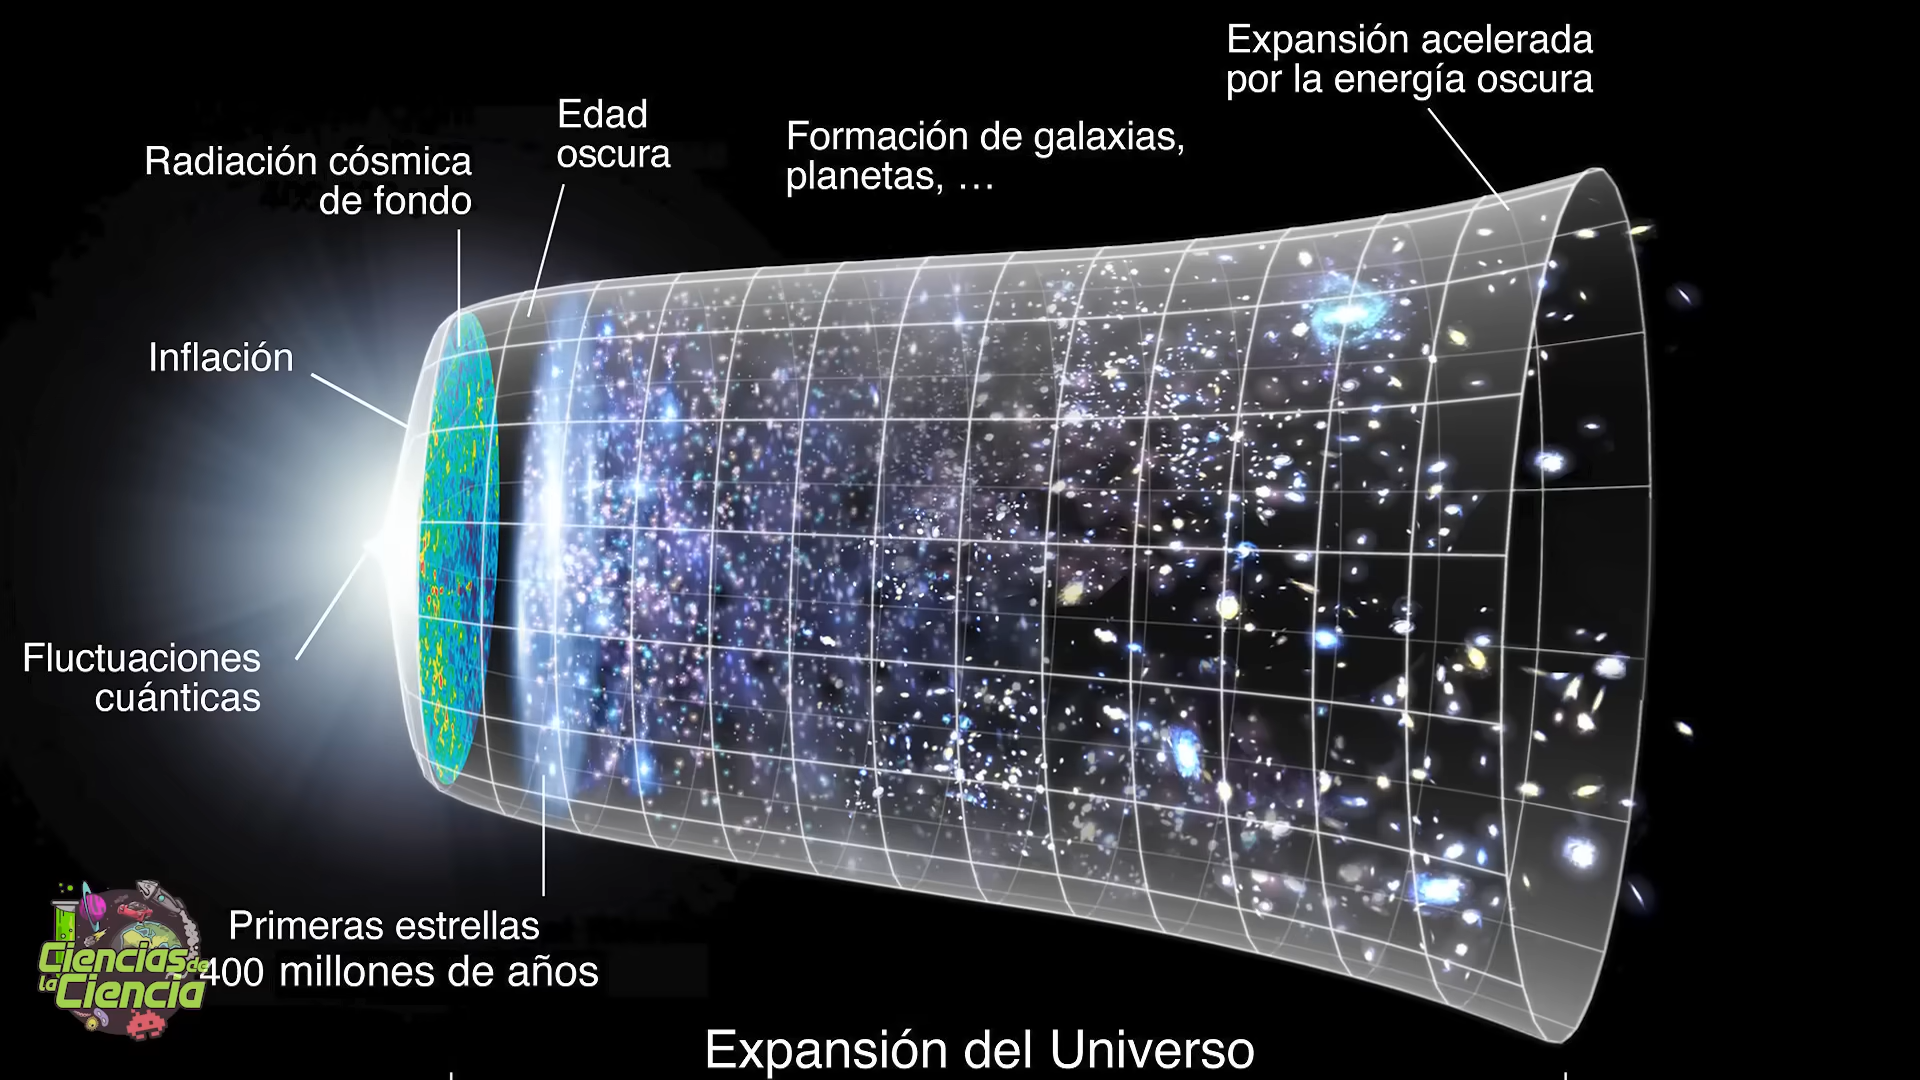 Expansión acelerada
por la energía oscura
Edad
oscura
Formación de galaxias,
planetas, …
Radiación cósmica
de fondo
Inflación
Fluctuaciones
cuánticas
Primeras estrellas
400 millones de años
Ciencias de
la Ciencia
Expansión del Universo